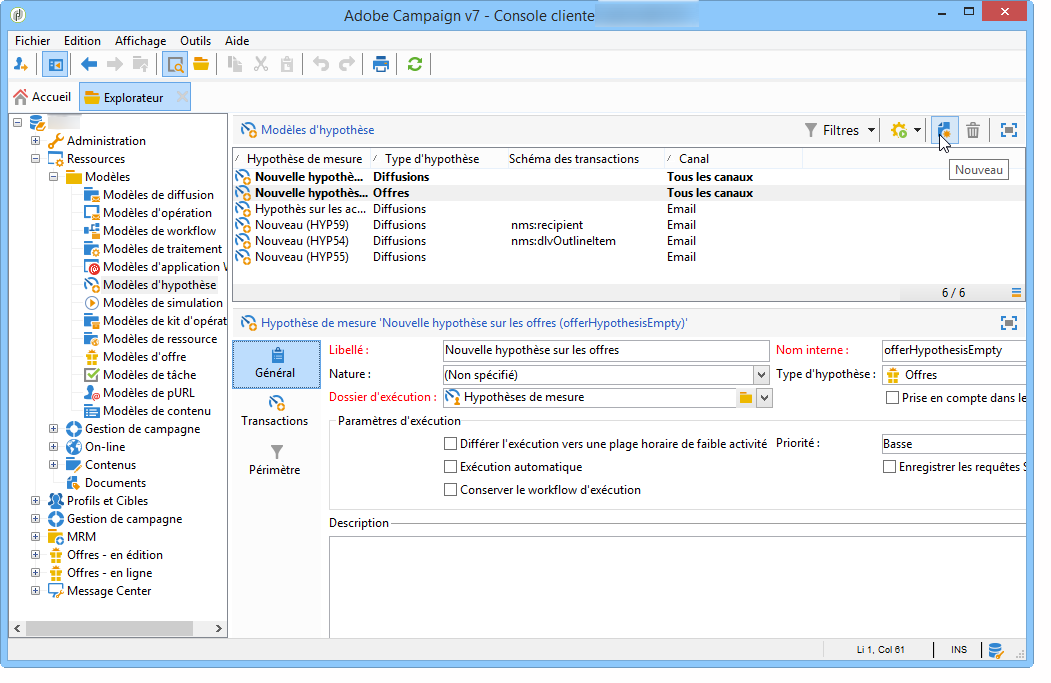 Adobe Campaign v7 - Console cliente
Fichier Edition Affichage Outils Aide
Accueil Explorateur
Administration
Ressources
Modèles
Modèles de diffusion
Modèles d'opération
Modèles de workflow
Modèles de traitement
Modèles d'application
Modèles d'hypothèse
Modèles de simulation
Modèles de kit d'opérat
Modèles de ressource
Modèles d'offre
Modèles de tâche
Modèles de pURL
Modèles de contenu
Gestion de campagne
On-line
Contenus
Documents
Profils et Cibles
Gestion de campagne
MRM
Offres - en édition
Offres - en ligne
Message Center
Modèles d'hypothèse Filtres
Nouveau
Hypothèse de mesure Type d'hypothèse Schéma des transactions Canal
Nouvelle hypothè... Diffusions Tous les canaux
Nouvelle hypothès... Offres Tous les canaux
Hypothès sur les ac... Diffusions Email
Nouveau (HYP59) Diffusions nms:recipient Email
Nouveau (HYP54) Diffusions nms:dlvOutlineItem Email
Nouveau (HYP55) Diffusions Email
6 / 6
Hypothèse de mesure 'Nouvelle hypothèse sur les offres (offerHypothesisEmpty)'
Général
Transactions
Périmètre
Libellé : Nouvelle hypothèse sur les offres Nom interne : offerHypothesisEmpty
Nature : (Non spécifié) Type d'hypothèse : Offres
Dossier d'exécution : Hypothèses de mesure Prise en compte dans le
Paramètres d'exécution
Différer l'exécution vers une plage horaire de faible activité Priorité : Basse
Exécution automatique Enregistrer les requêtes S
Conserver le workflow d'exécution
Description
Li 1, Col 61 INS